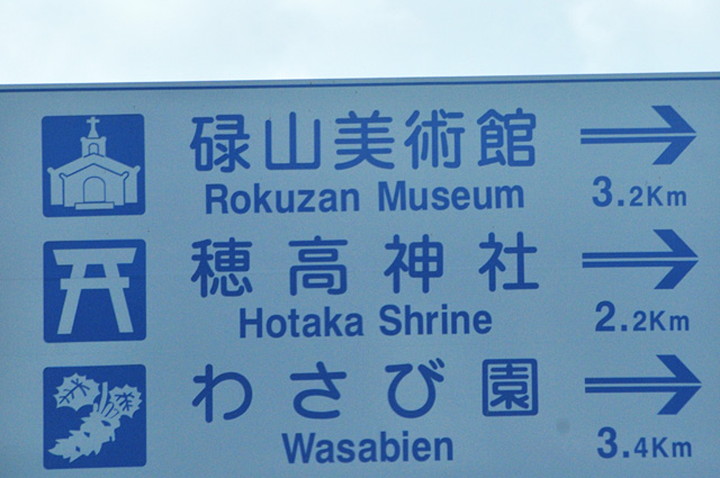 碌山美術館
Rokuzan Museum
3.2Km
穂高神社
Hotaka Shrine
2.2Km
わさび園
Wasabien
3.4Km